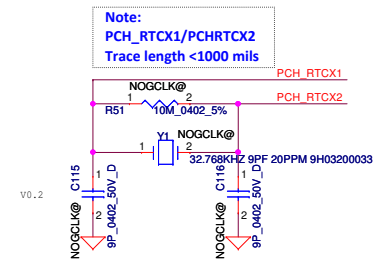 Note:
PCH_RTCX1/PCHRTCX2
Trace length <1000 mils
PCH_RTCX1
NOGCLK@
PCH_RTCX2
1 2
R51 10M_0402_5%
Y1 NOGCLK@
1 2
32.768KHZ 9PF 20PPM 9H03200033
C115
1
2
9P_0402_50V_D
NOGCLK@
C116
1
2
9P_0402_50V_D
NOGCLK@
V0.2